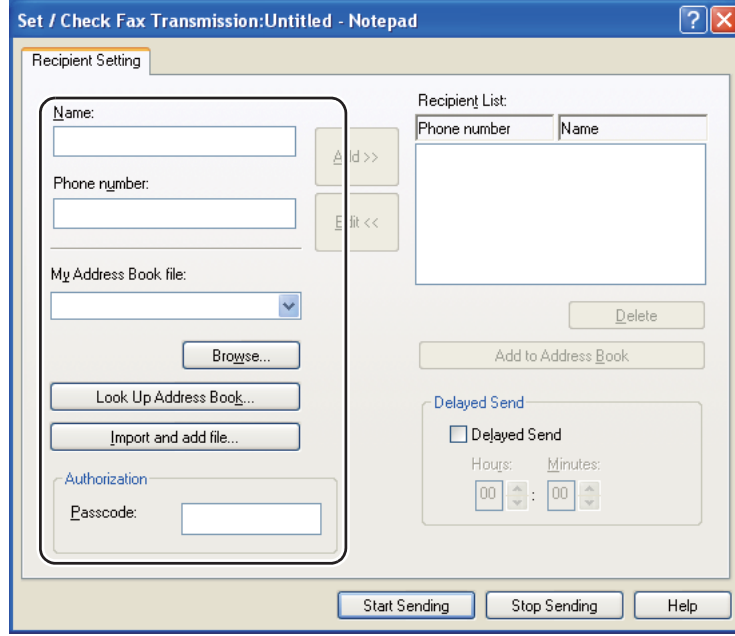 Set / Check Fax Transmission:Untitled - Notepad
Recipient Setting
Name:
Phone number:
My Address Book file:
Browse...
Look Up Address Book...
Import and add file...
Authorization
Passcode:
Add >>
Edit <<
Recipient List:
Phone number Name
Delete
Add to Address Book
Delayed Send
Delayed Send
Hours: Minutes:
00 : 00
Start Sending Stop Sending Help